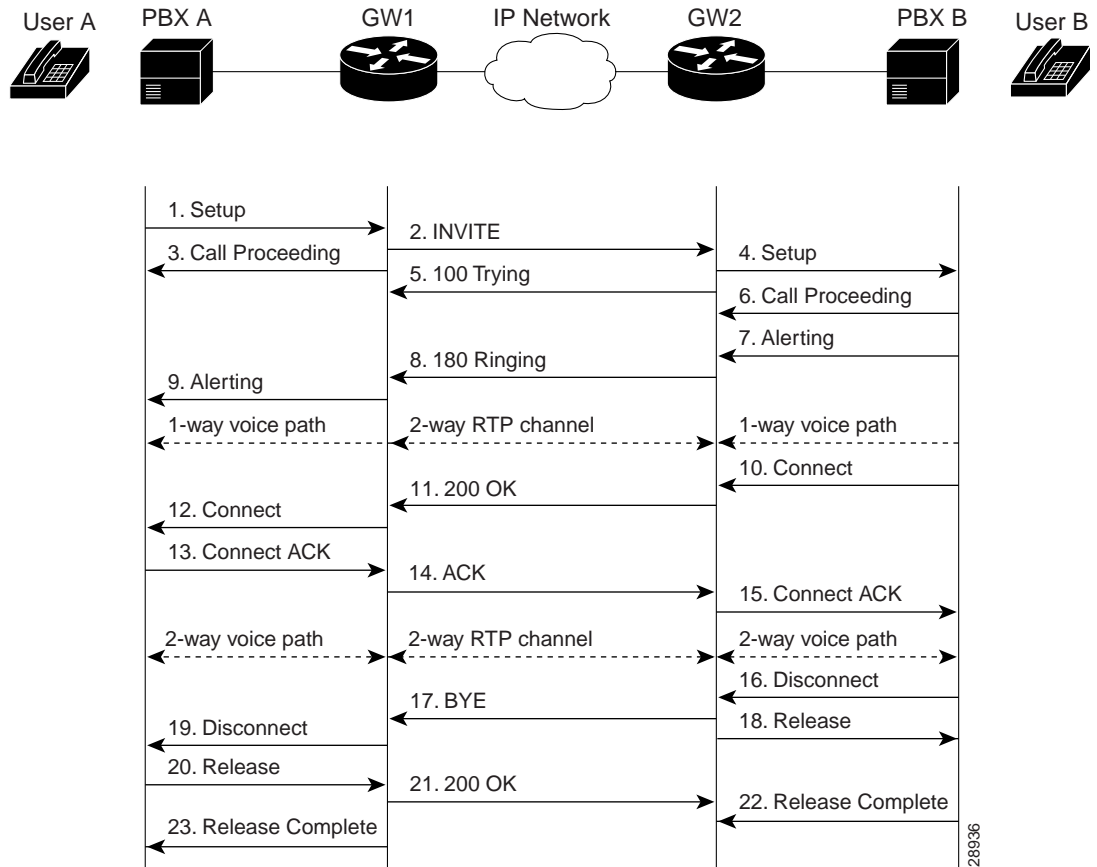 User A
PBX A
GW1
IP Network
GW2
PBX B
User B
1. Setup
2. INVITE
3. Call Proceeding
4. Setup
5. 100 Trying
6. Call Proceeding
7. Alerting
8. 180 Ringing
9. Alerting
1-way voice path
2-way RTP channel
1-way voice path
10. Connect
11. 200 OK
12. Connect
13. Connect ACK
14. ACK
15. Connect ACK
2-way voice path
2-way RTP channel
2-way voice path
16. Disconnect
17. BYE
18. Release
19. Disconnect
20. Release
21. 200 OK
22. Release Complete
23. Release Complete
28936